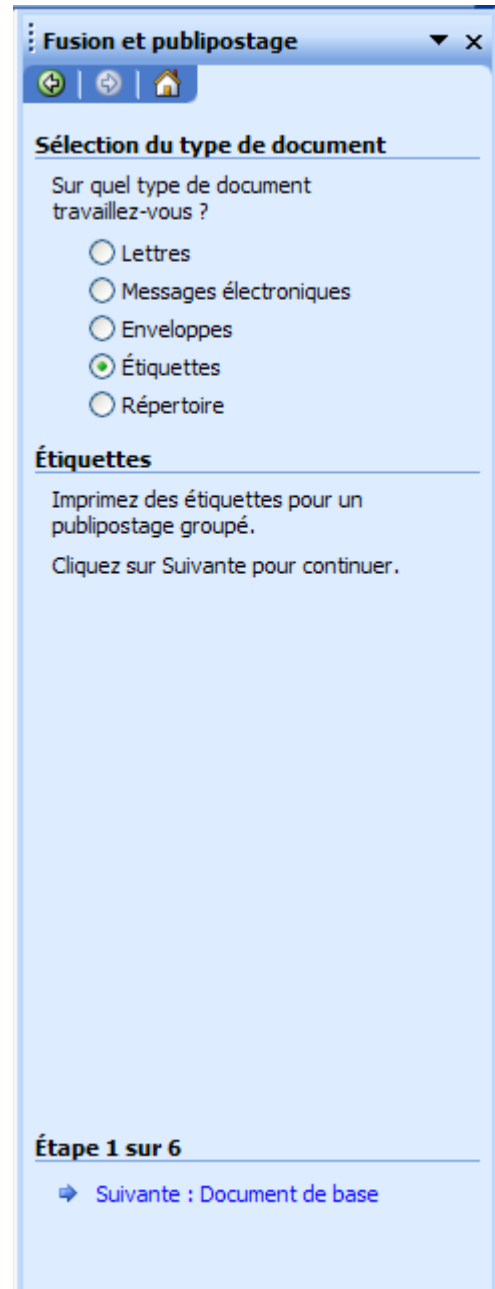 Fusion et publipostage
Sélection du type de document
Sur quel type de document
travaillez-vous ?
Lettres
Messages électroniques
Enveloppes
Étiquettes
Répertoire
Étiquettes
Imprimez des étiquettes pour un
publipostage groupé.
Cliquez sur Suivante pour continuer.
Étape 1 sur 6
Suivante : Document de base